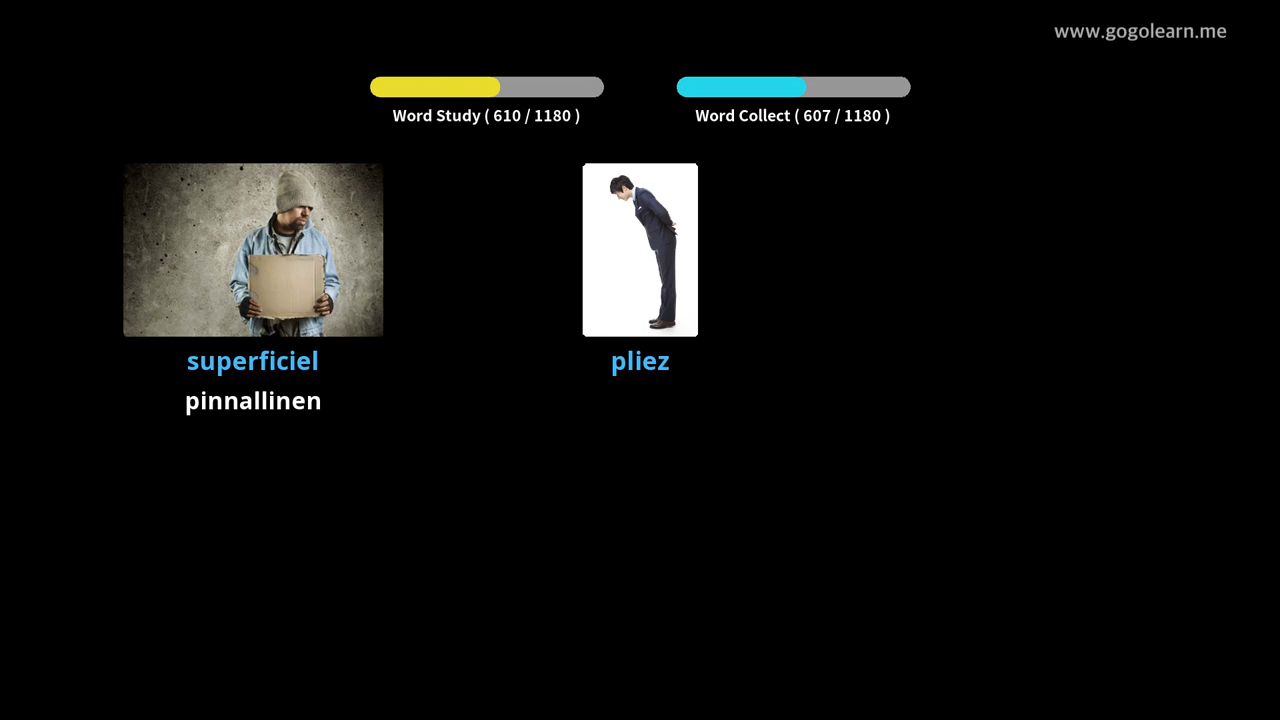 www.gogolearn.me
Word Study ( 610 / 1180 )
Word Collect ( 607 / 1180 )
superficiel
pliez
pinnallinen